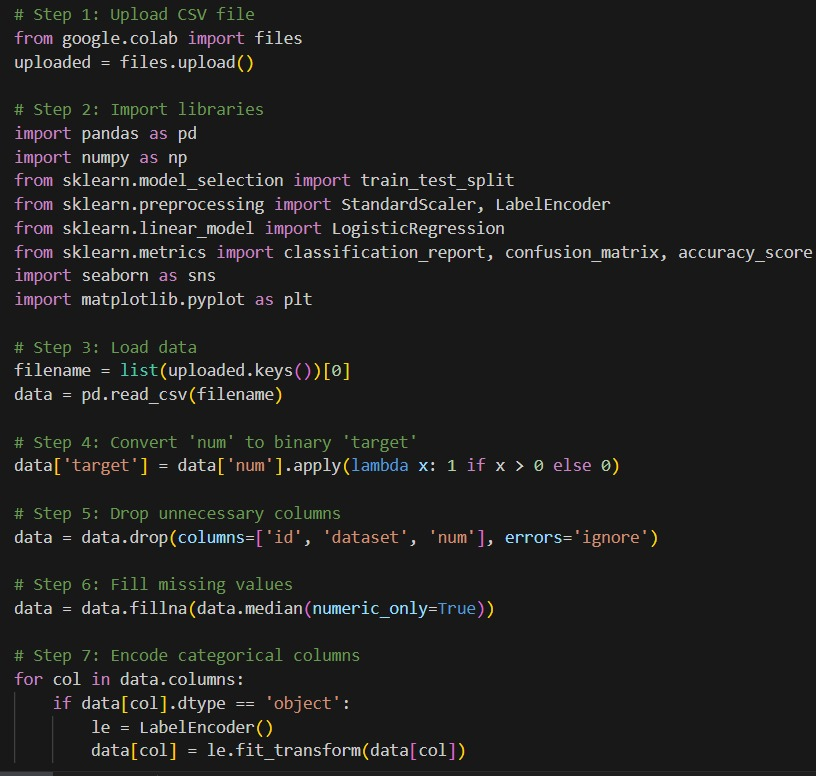 # Step 1: Upload CSV file
from google.colab import files
uploaded = files.upload()

# Step 2: Import libraries
import pandas as pd
import numpy as np
from sklearn.model_selection import train_test_split
from sklearn.preprocessing import StandardScaler, LabelEncoder
from sklearn.linear_model import LogisticRegression
from sklearn.metrics import classification_report, confusion_matrix, accuracy_score
import seaborn as sns
import matplotlib.pyplot as plt

# Step 3: Load data
filename = list(uploaded.keys())[0]
data = pd.read_csv(filename)

# Step 4: Convert 'num' to binary 'target'
data['target'] = data['num'].apply(lambda x: 1 if x > 0 else 0)

# Step 5: Drop unnecessary columns
data = data.drop(columns=['id', 'dataset', 'num'], errors='ignore')

# Step 6: Fill missing values
data = data.fillna(data.median(numeric_only=True))

# Step 7: Encode categorical columns
for col in data.columns:
    if data[col].dtype == 'object':
        le = LabelEncoder()
        data[col] = le.fit_transform(data[col])